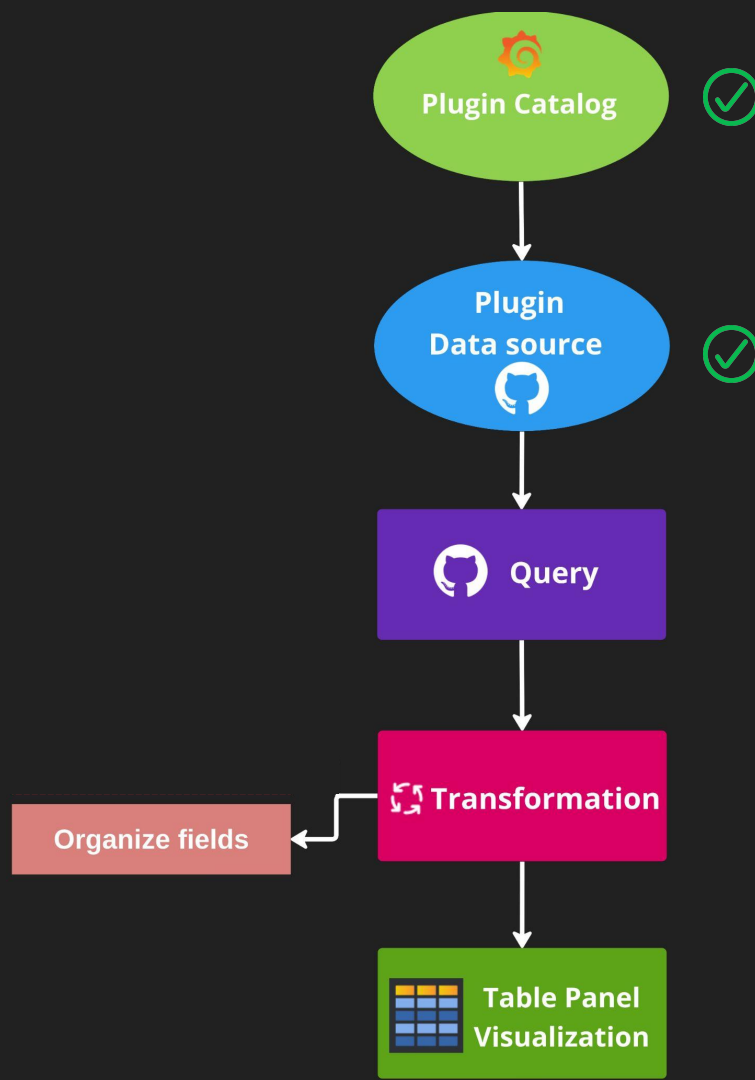 Plugin Catalog
Plugin
Data source
Query
Transformation
Organize fields
Table Panel
Visualization